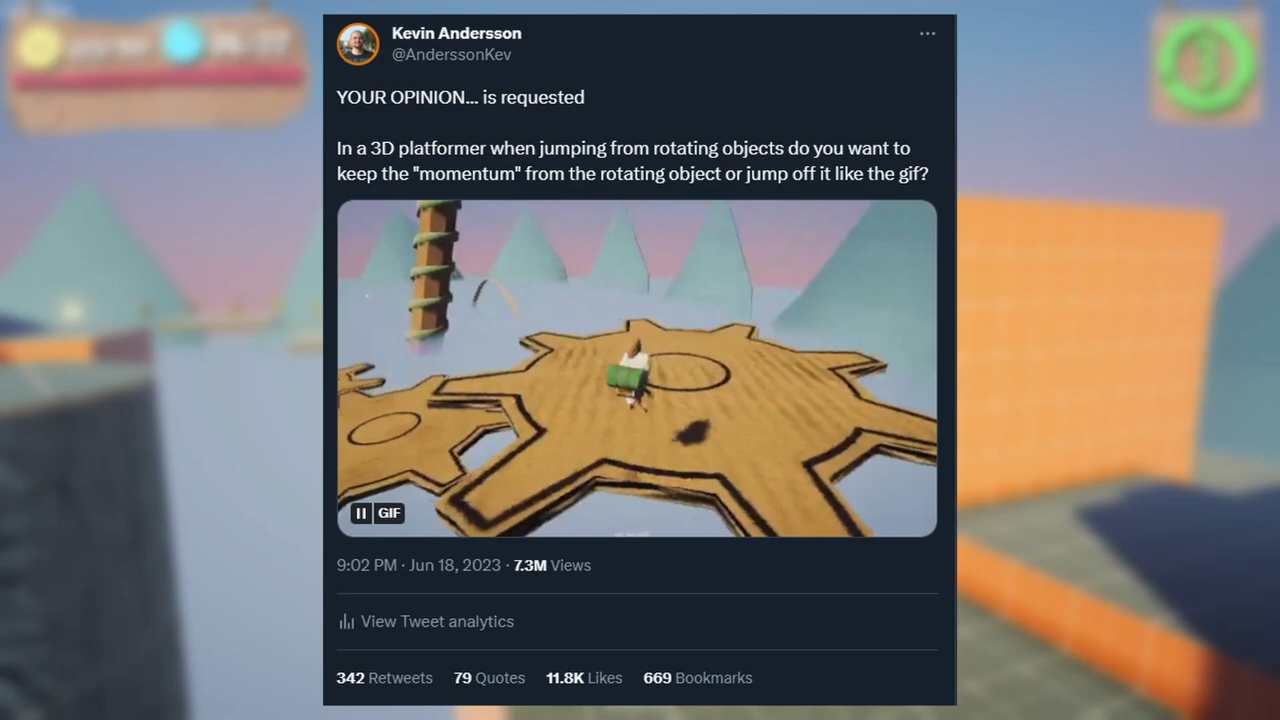 Kevin Andersson
@AnderssonKev
YOUR OPINION... is requested
In a 3D platformer when jumping from rotating objects do you want to
keep the "momentum" from the rotating object or jump off it like the gif?
GIF
9:02 PM · Jun 18, 2023 · 7.3M Views
View Tweet analytics
342 Retweets 79 Quotes 11.8K Likes 669 Bookmarks